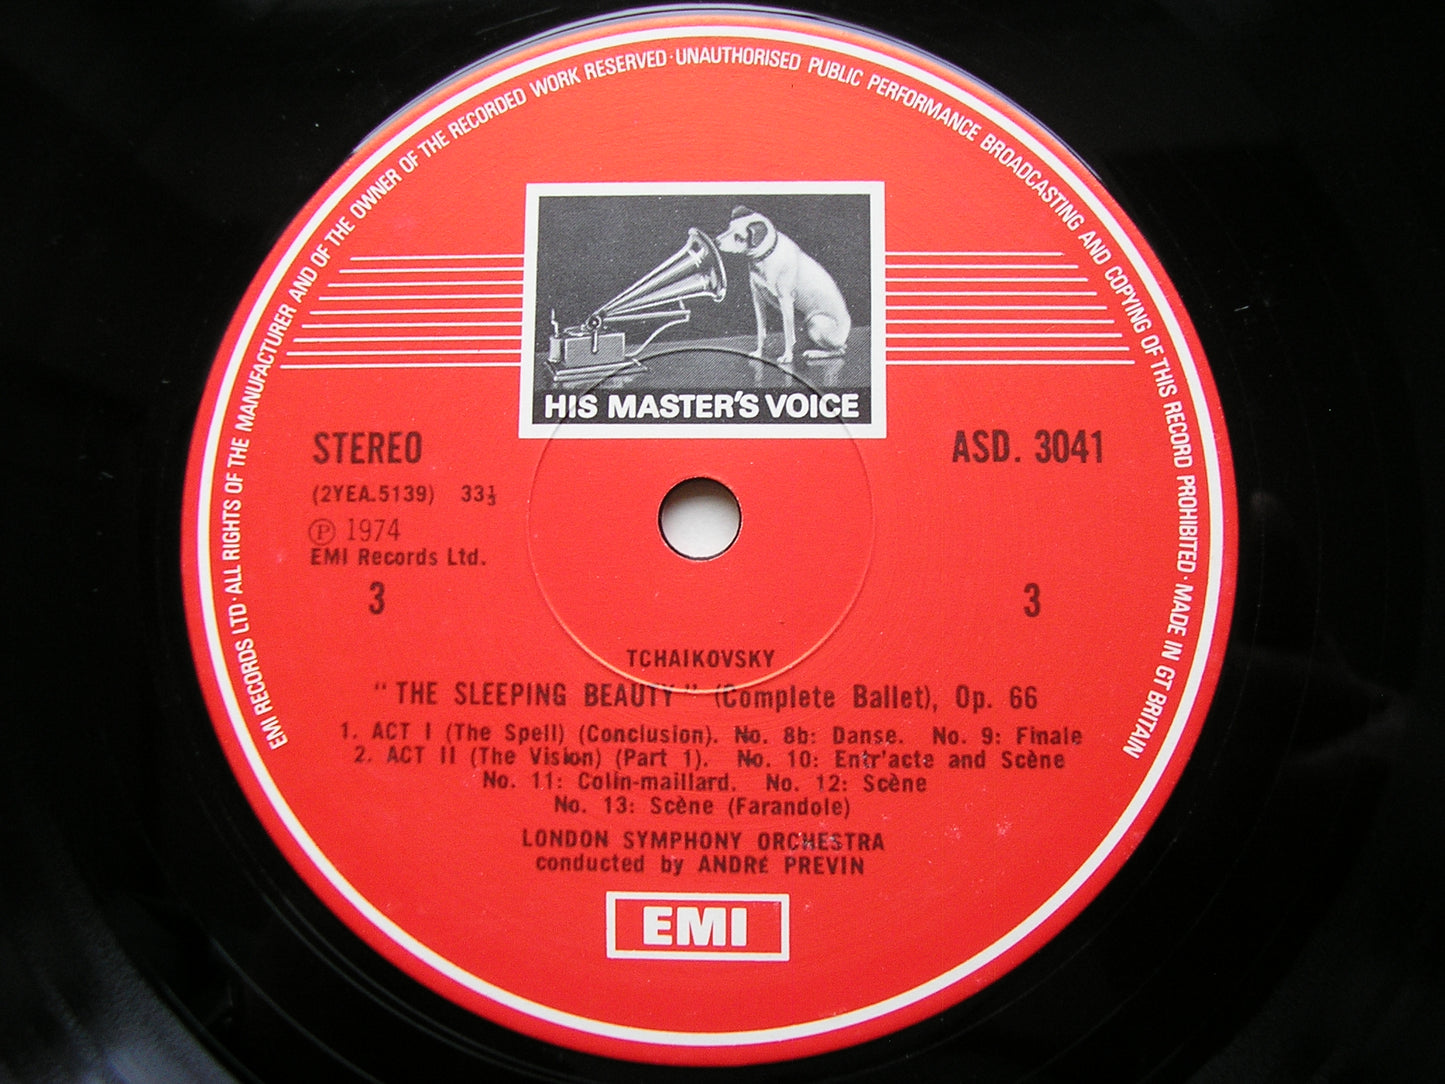 EMI RECORDS LTD · ALL RIGHTS OF THE MANUFACTURER AND OF THE OWNER OF THE RECORDED WORK RESERVED · UNAUTHORISED PUBLIC PERFORMANCE BROADCASTING AND COPYING OF THIS RECORD PROHIBITED · MADE IN GT BRITAIN
HIS MASTER'S VOICE
STEREO
ASD. 3041
(2YEA.5139) 33⅓
Ⓟ 1974
EMI Records Ltd.
3
3
TCHAIKOVSKY
"THE SLEEPING BEAUTY" (Complete Ballet), Op. 66
1. ACT I (The Spell) (Conclusion). No. 8b: Danse. No. 9: Finale
2. ACT II (The Vision) (Part 1). No. 10: Entr'acte and Scène
No. 11: Colin-maillard. No. 12: Scène
No. 13: Scène (Farandole)
LONDON SYMPHONY ORCHESTRA
conducted by ANDRÉ PREVIN
EMI